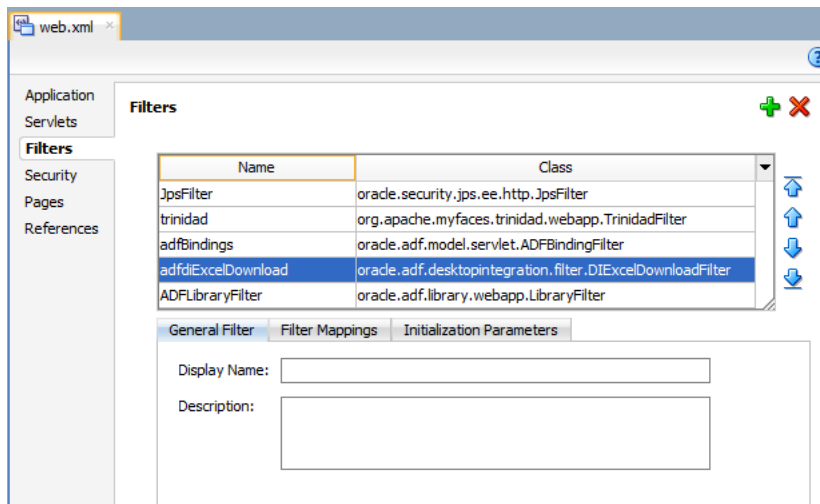 web.xml
Application
Servlets
Filters
Security
Pages
References
Filters
Name Class
JpsFilter oracle.security.jps.ee.http.JpsFilter
trinidad org.apache.myfaces.trinidad.webapp.TrinidadFilter
adfBindings oracle.adf.model.servlet.ADFBindingFilter
adfdiExcelDownload oracle.adf.desktopintegration.filter.DIExcelDownloadFilter
ADFLibraryFilter oracle.adf.library.webapp.LibraryFilter
General Filter Filter Mappings Initialization Parameters
Display Name:
Description: